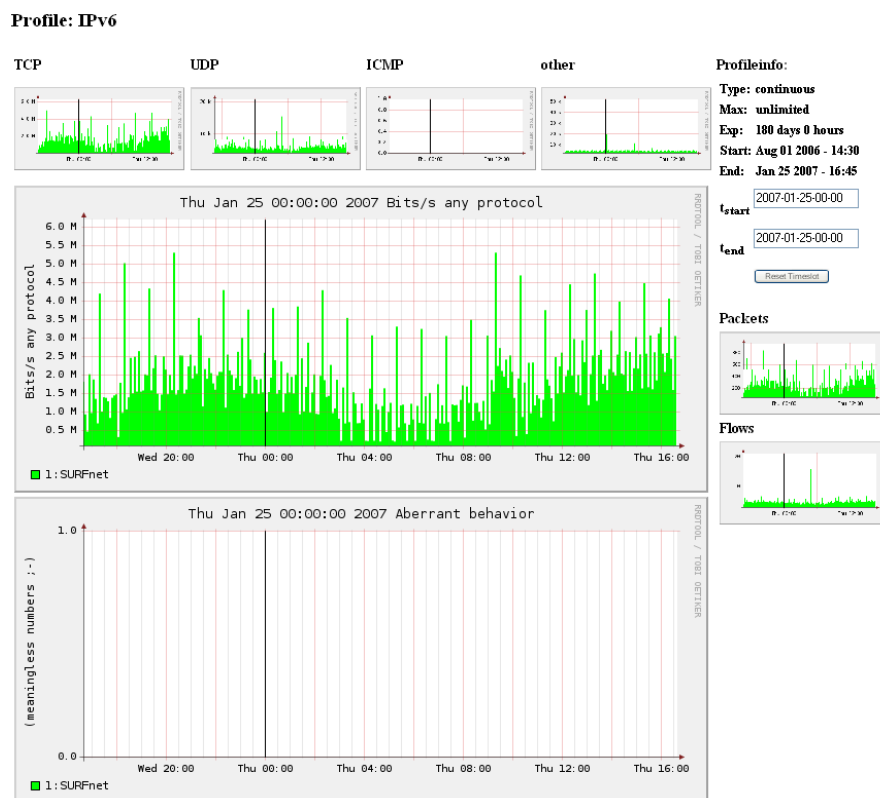 Profile: IPv6
TCP
UDP
ICMP
other
Profileinfo:
Type: continuous
Max: unlimited
Exp: 180 days 0 hours
Start: Aug 01 2006 - 14:30
End: Jan 25 2007 - 16:45
tstart 2007-01-25-00-00
tend 2007-01-25-00-00
Reset Timeslot
Thu Jan 25 00:00:00 2007 Bits/s any protocol
RRDTOOL / TOBI OETIKER
Bits/s any protocol
6.0 M
5.5 M
5.0 M
4.5 M
4.0 M
3.5 M
3.0 M
2.5 M
2.0 M
1.5 M
1.0 M
0.5 M
Wed 20:00 Thu 00:00 Thu 04:00 Thu 08:00 Thu 12:00 Thu 16:00
1:SURFnet
Packets
Flows
Thu Jan 25 00:00:00 2007 Aberrant behavior
RRDTOOL / TOBI OETIKER
(meaningless numbers ;-)
1.0
0.0
Wed 20:00 Thu 00:00 Thu 04:00 Thu 08:00 Thu 12:00 Thu 16:00
1:SURFnet